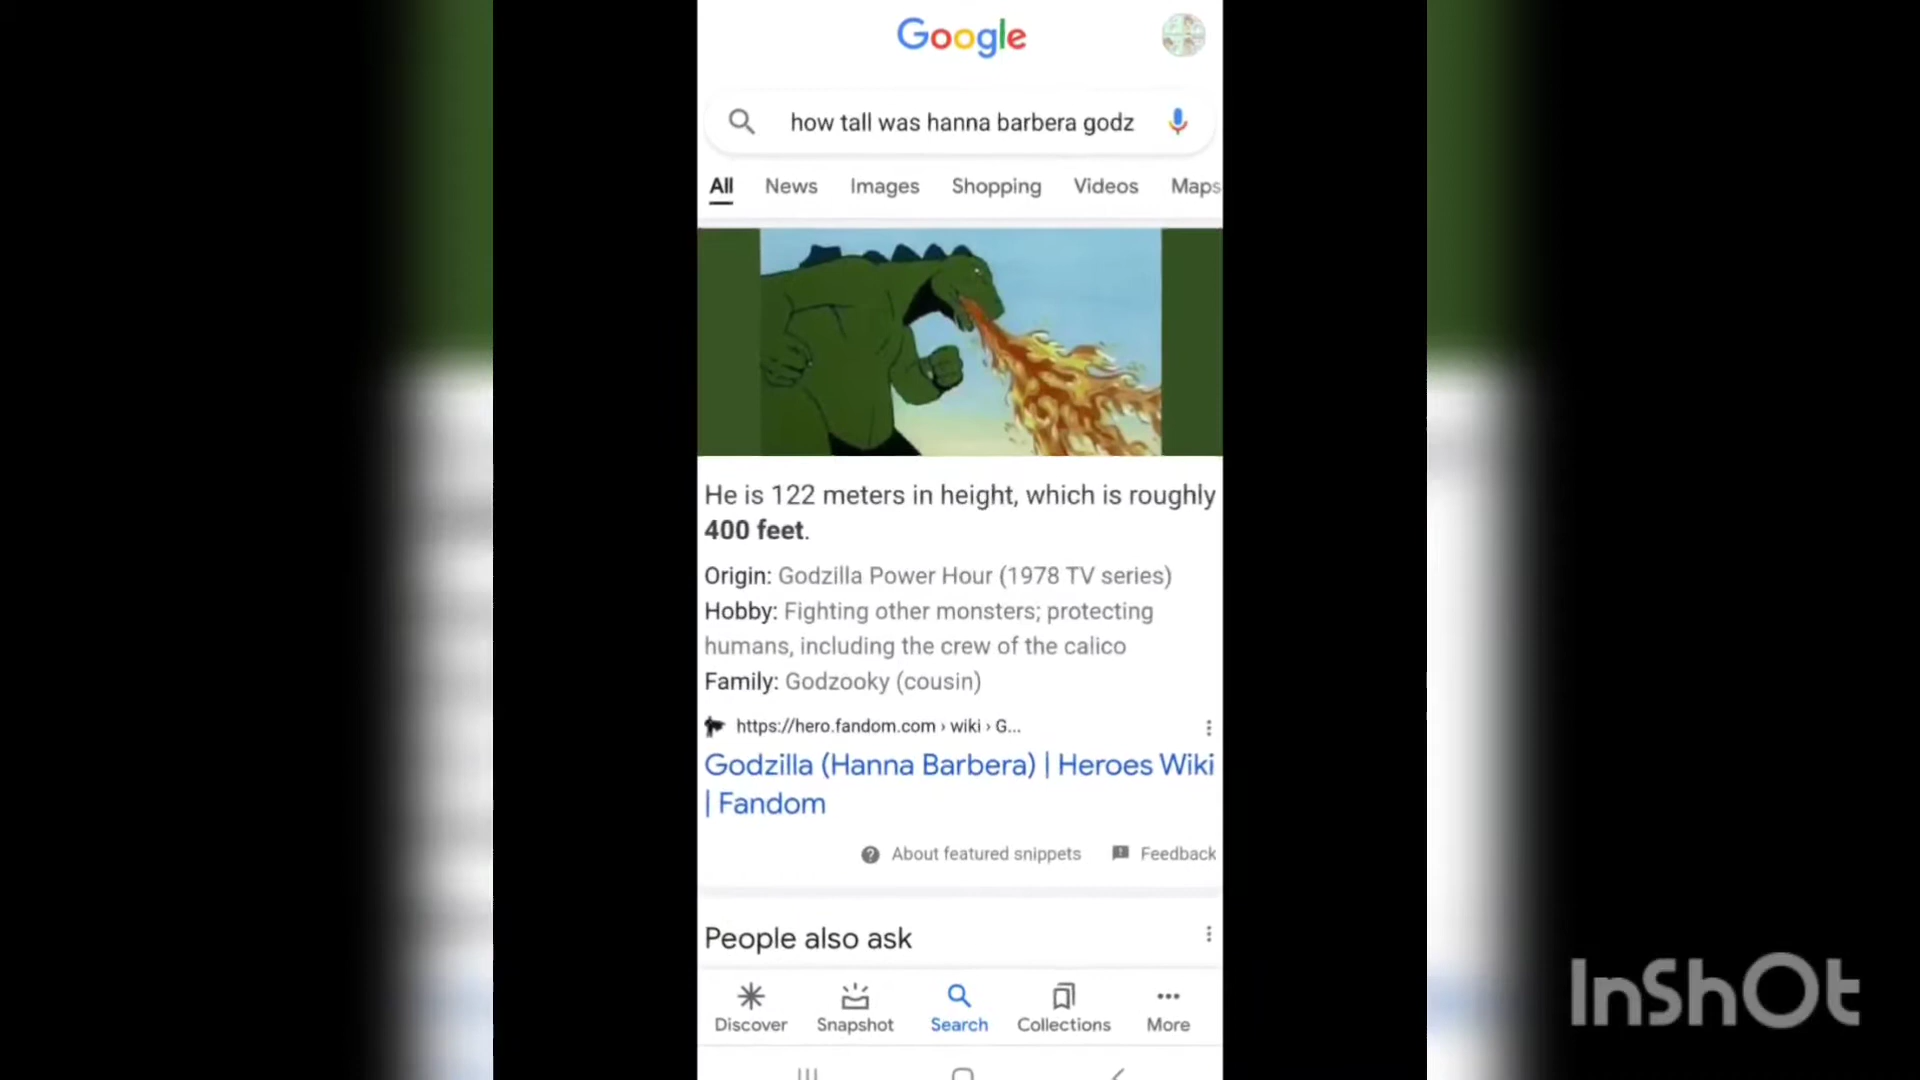 Google
how tall was hanna barbera godz
All News Images Shopping Videos Maps
He is 122 meters in height, which is roughly
400 feet.
Origin: Godzilla Power Hour (1978 TV series)
Hobby: Fighting other monsters; protecting
humans, including the crew of the calico
Family: Godzooky (cousin)
https://hero.fandom.com › wiki › G...
Godzilla (Hanna Barbera) | Heroes Wiki
| Fandom
About featured snippets Feedback
People also ask
Discover Snapshot Search Collections More
InShOt